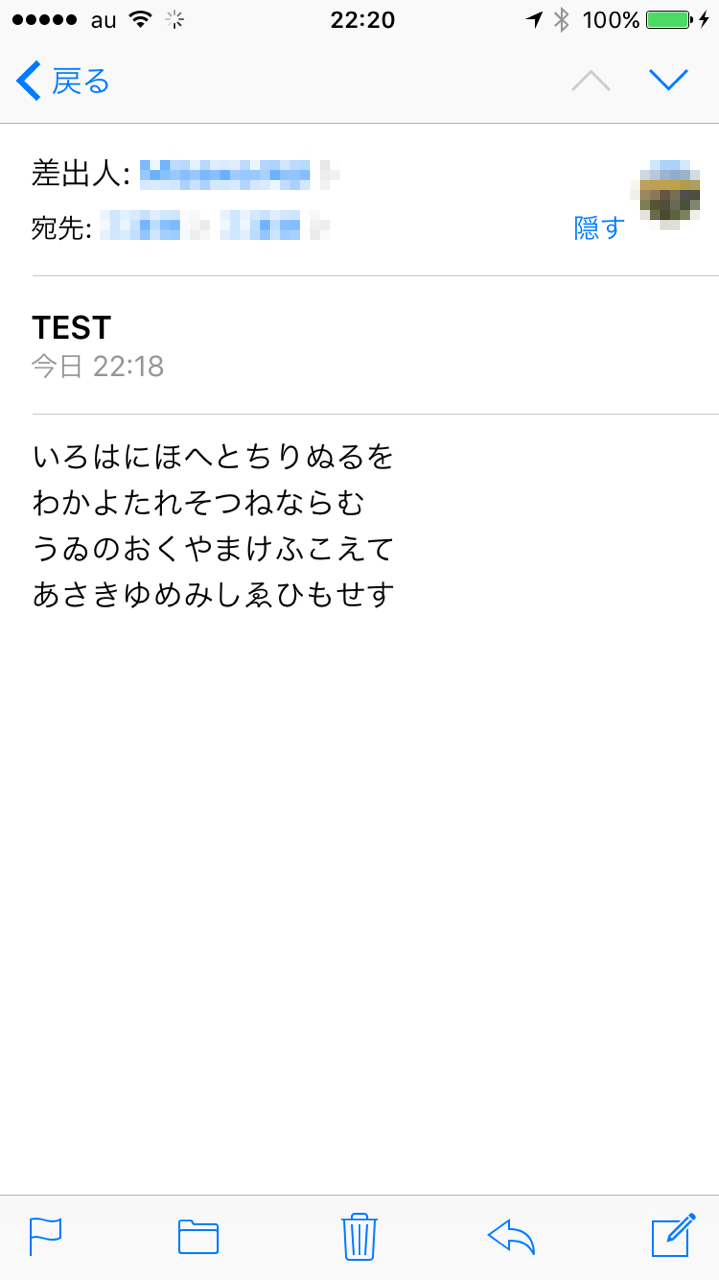 au 22:20 100%
戻る
差出人:
宛先: 隠す
TEST
今日 22:18
いろはにほへとちりぬるを
わかよたれそつねならむ
うゐのおくやまけふこえて
あさきゆめみしゑひもせす